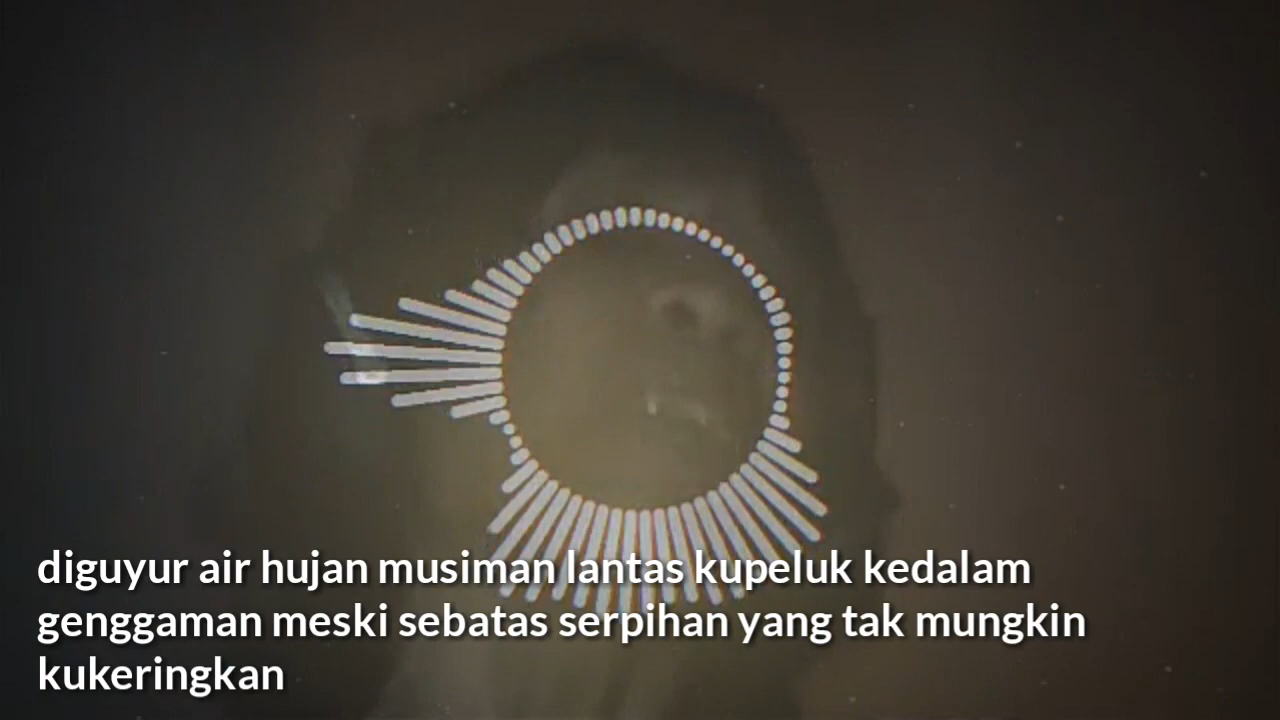 diguyur air hujan musiman lantas kupeluk kedalam
genggaman meski sebatas serpihan yang tak mungkin
kukeringkan